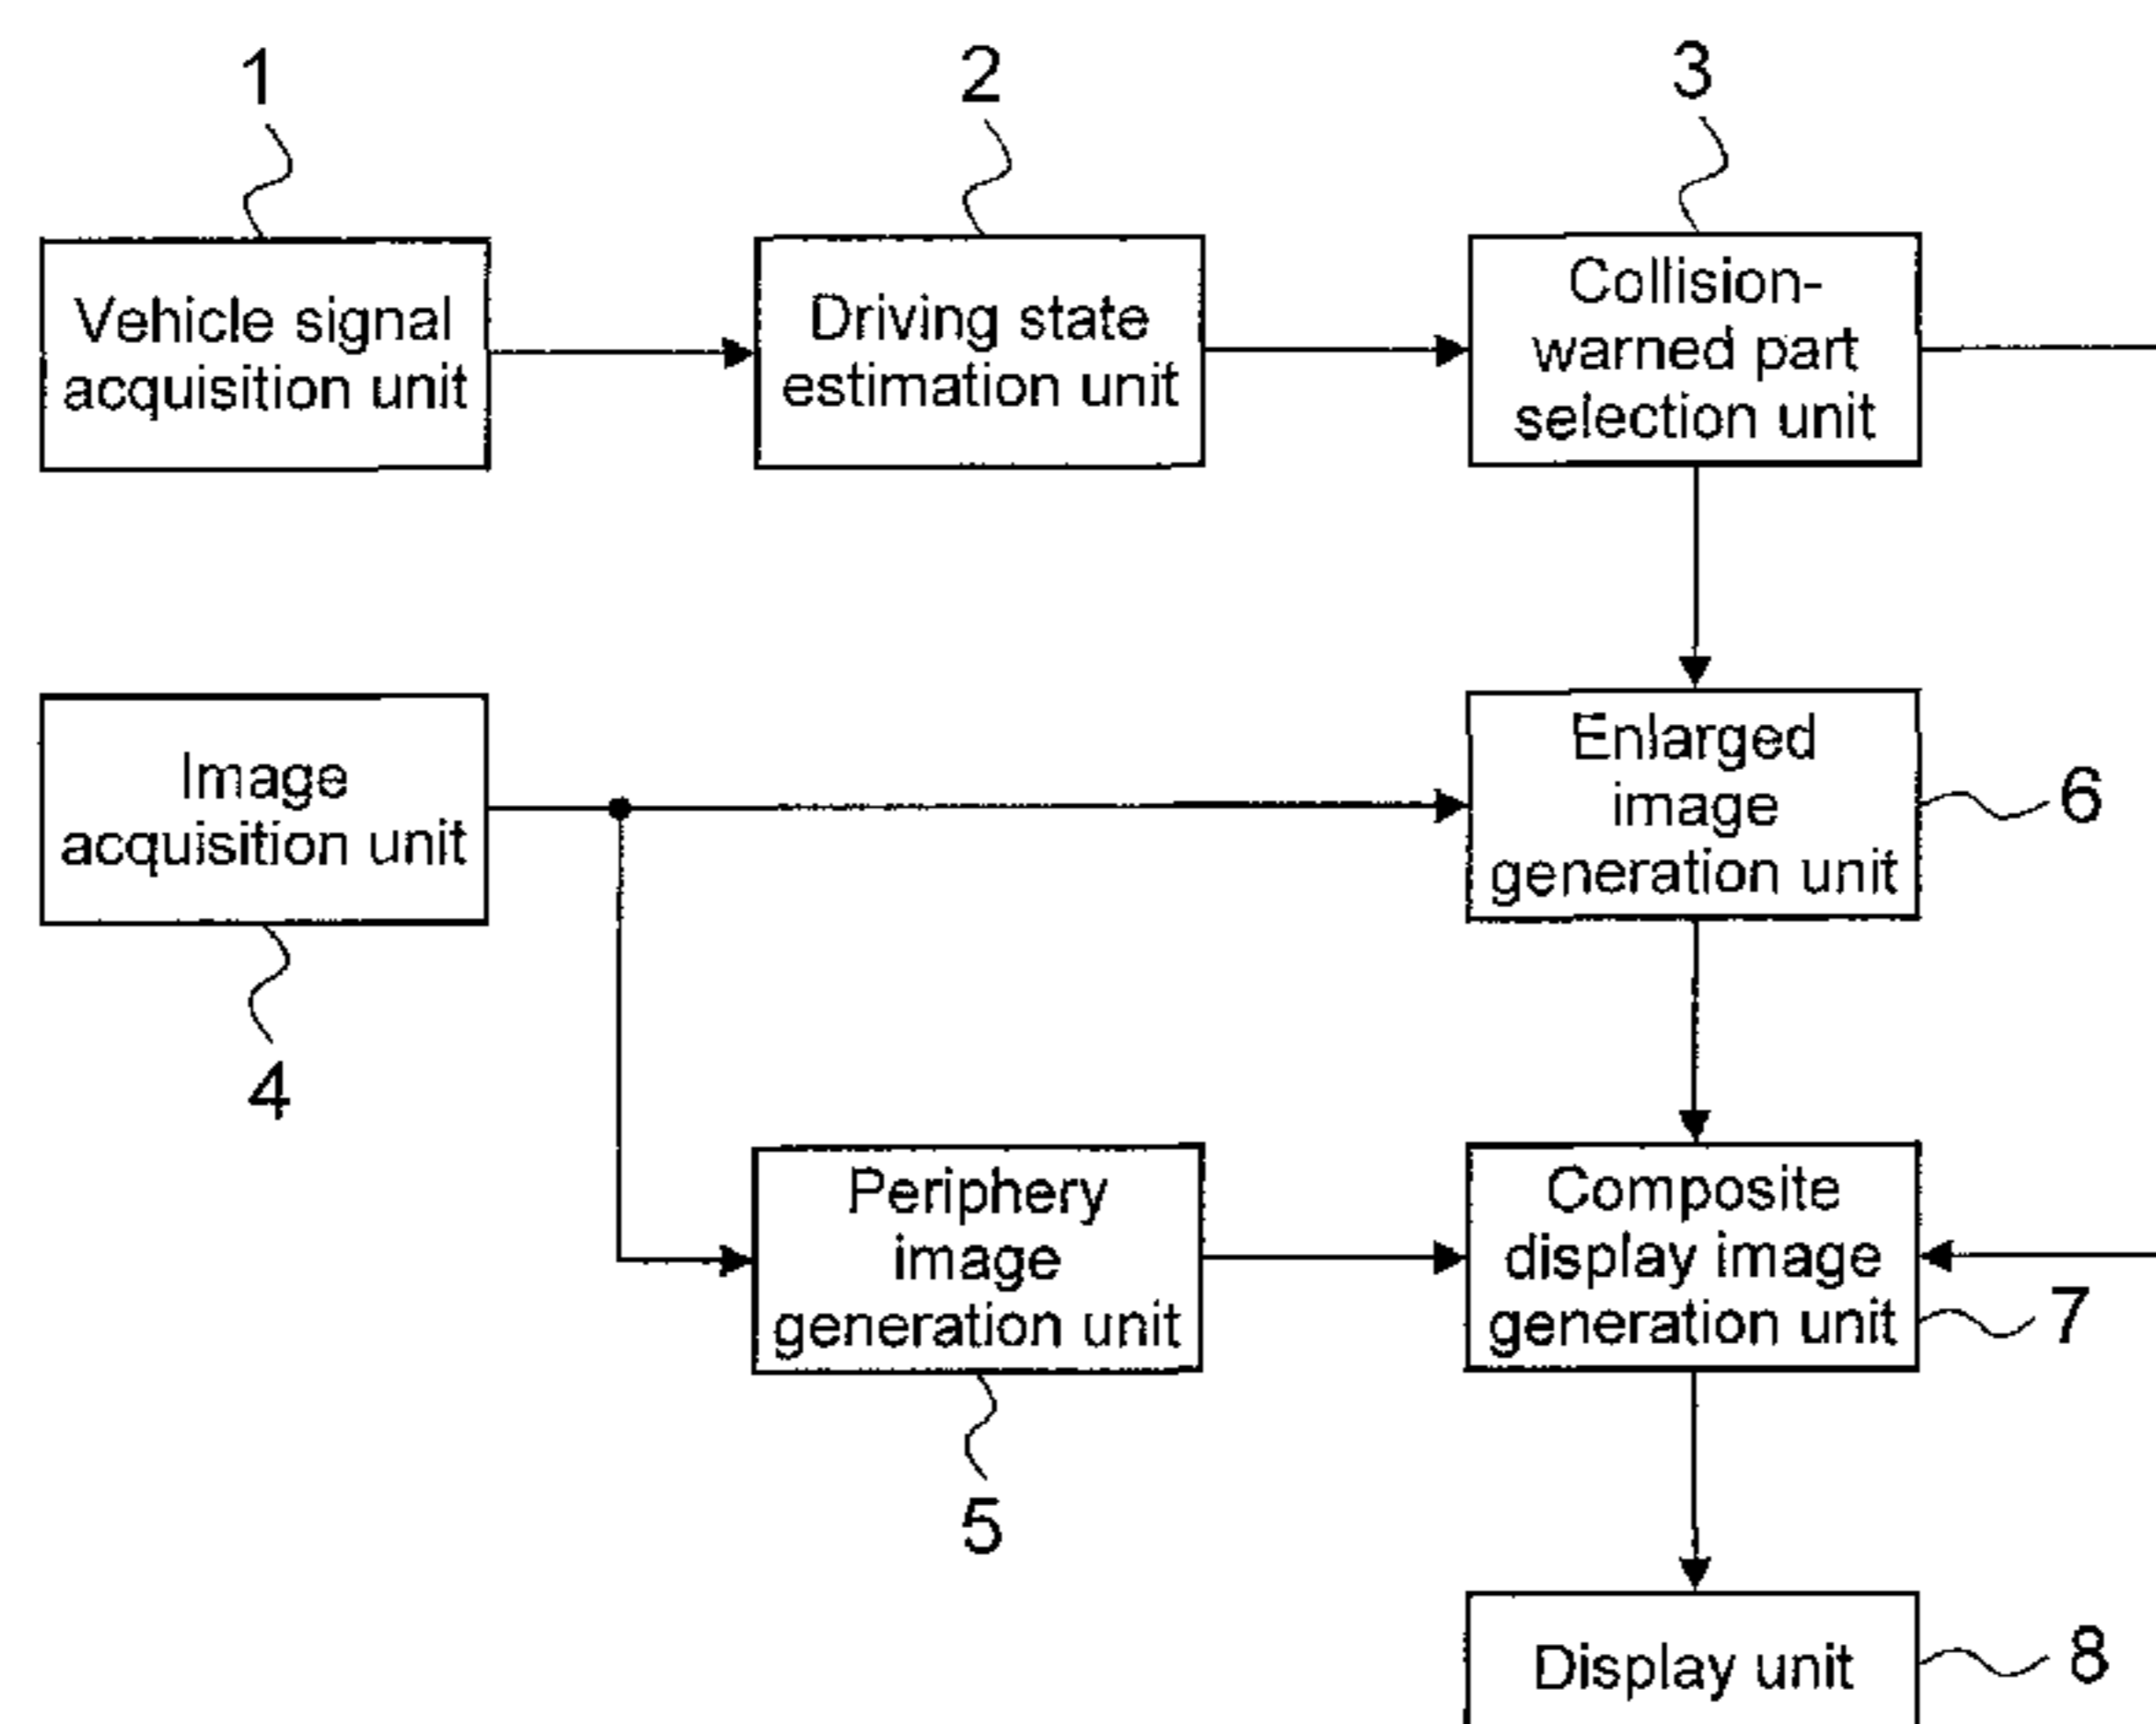 1
2
3
Vehicle signal
acquisition unit
Driving state
estimation unit
Collision-
warned part
selection unit
Image
acquisition unit
Enlarged
image
generation unit
6
4
Periphery
image
generation unit
Composite
display image
generation unit
7
5
Display unit
8